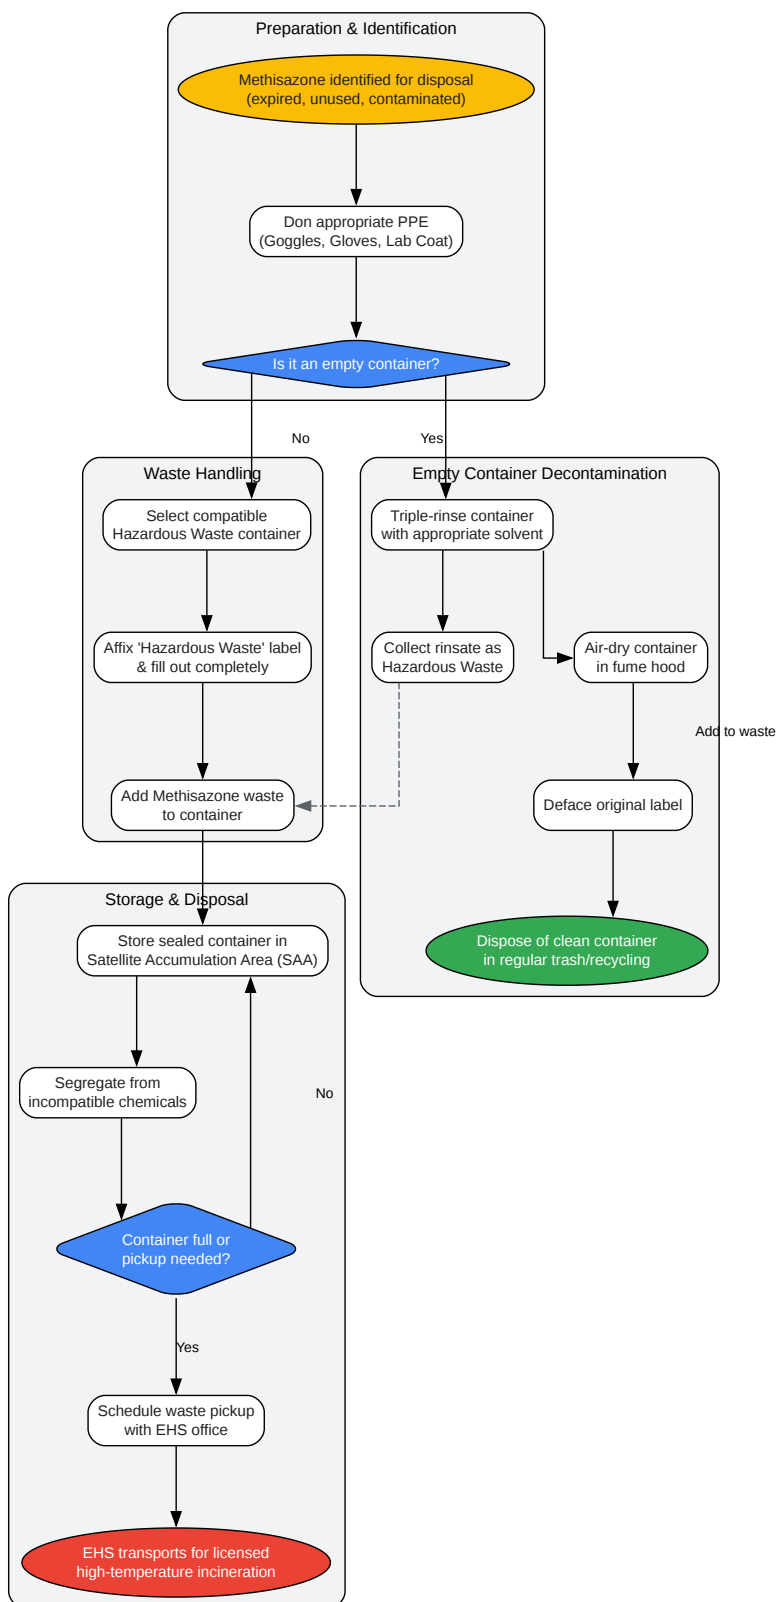 Preparation & Identification
Methisazone identified for disposal
(expired, unused, contaminated)
Don appropriate PPE
(Goggles, Gloves, Lab Coat)
Is it an empty container?
No
Yes
Waste Handling
Select compatible
Hazardous Waste container
Affix 'Hazardous Waste' label
& fill out completely
Add Methisazone waste
to container
Empty Container Decontamination
Triple-rinse container
with appropriate solvent
Collect rinsate as
Hazardous Waste
Air-dry container
in fume hood
Add to waste
Deface original label
Dispose of clean container
in regular trash/recycling
Storage & Disposal
Store sealed container in
Satellite Accumulation Area (SAA)
Segregate from
incompatible chemicals
No
Container full or
pickup needed?
Yes
Schedule waste pickup
with EHS office
EHS transports for licensed
high-temperature incineration